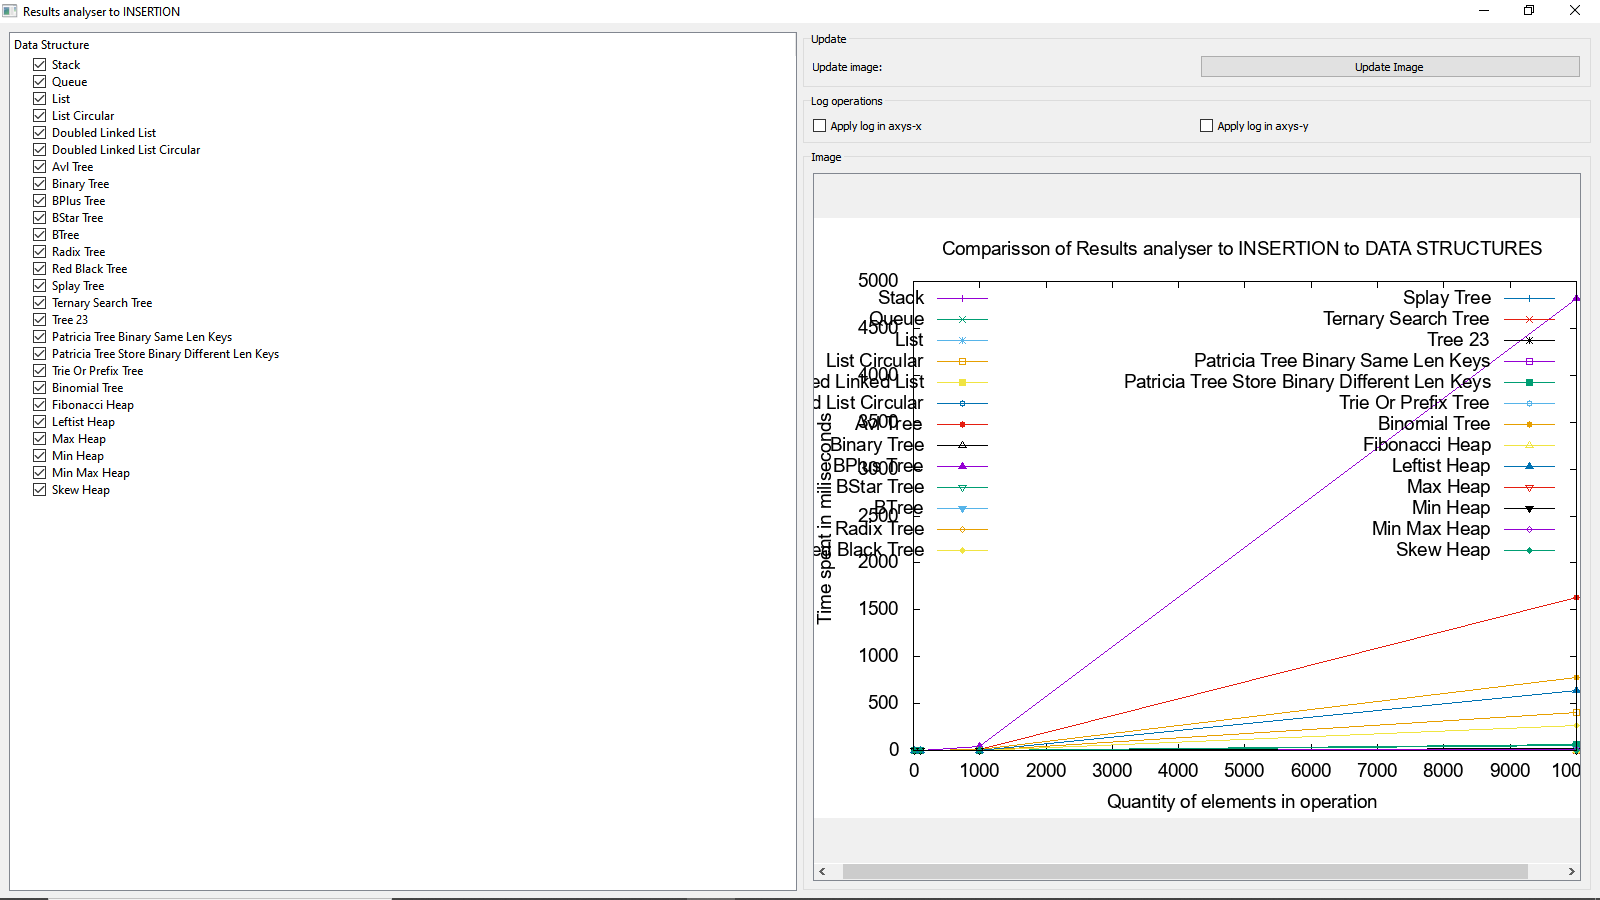 Results analyser to INSERTION
Data Structure
Stack
Queue
List
List Circular
Doubled Linked List
Doubled Linked List Circular
Avl Tree
Binary Tree
BPlus Tree
BStar Tree
BTree
Radix Tree
Red Black Tree
Splay Tree
Ternary Search Tree
Tree 23
Patricia Tree Binary Same Len Keys
Patricia Tree Store Binary Different Len Keys
Trie Or Prefix Tree
Binomial Tree
Fibonacci Heap
Leftist Heap
Max Heap
Min Heap
Min Max Heap
Skew Heap
Update
Update image:
Update Image
Log operations
Apply log in axys-x
Apply log in axys-y
Image
Comparisson of Results analyser to INSERTION to DATA STRUCTURES
Time spent in miliseconds
5000
4500
4000
3500
3000
2500
2000
1500
1000
500
0
Stack
Queue
List
List Circular
ed Linked List
d List Circular
Avl Tree
Binary Tree
BPlus Tree
BStar Tree
BTree
Radix Tree
ed Black Tree
Splay Tree
Ternary Search Tree
Tree 23
Patricia Tree Binary Same Len Keys
Patricia Tree Store Binary Different Len Keys
Trie Or Prefix Tree
Binomial Tree
Fibonacci Heap
Leftist Heap
Max Heap
Min Heap
Min Max Heap
Skew Heap
0 1000 2000 3000 4000 5000 6000 7000 8000 9000 100
Quantity of elements in operation